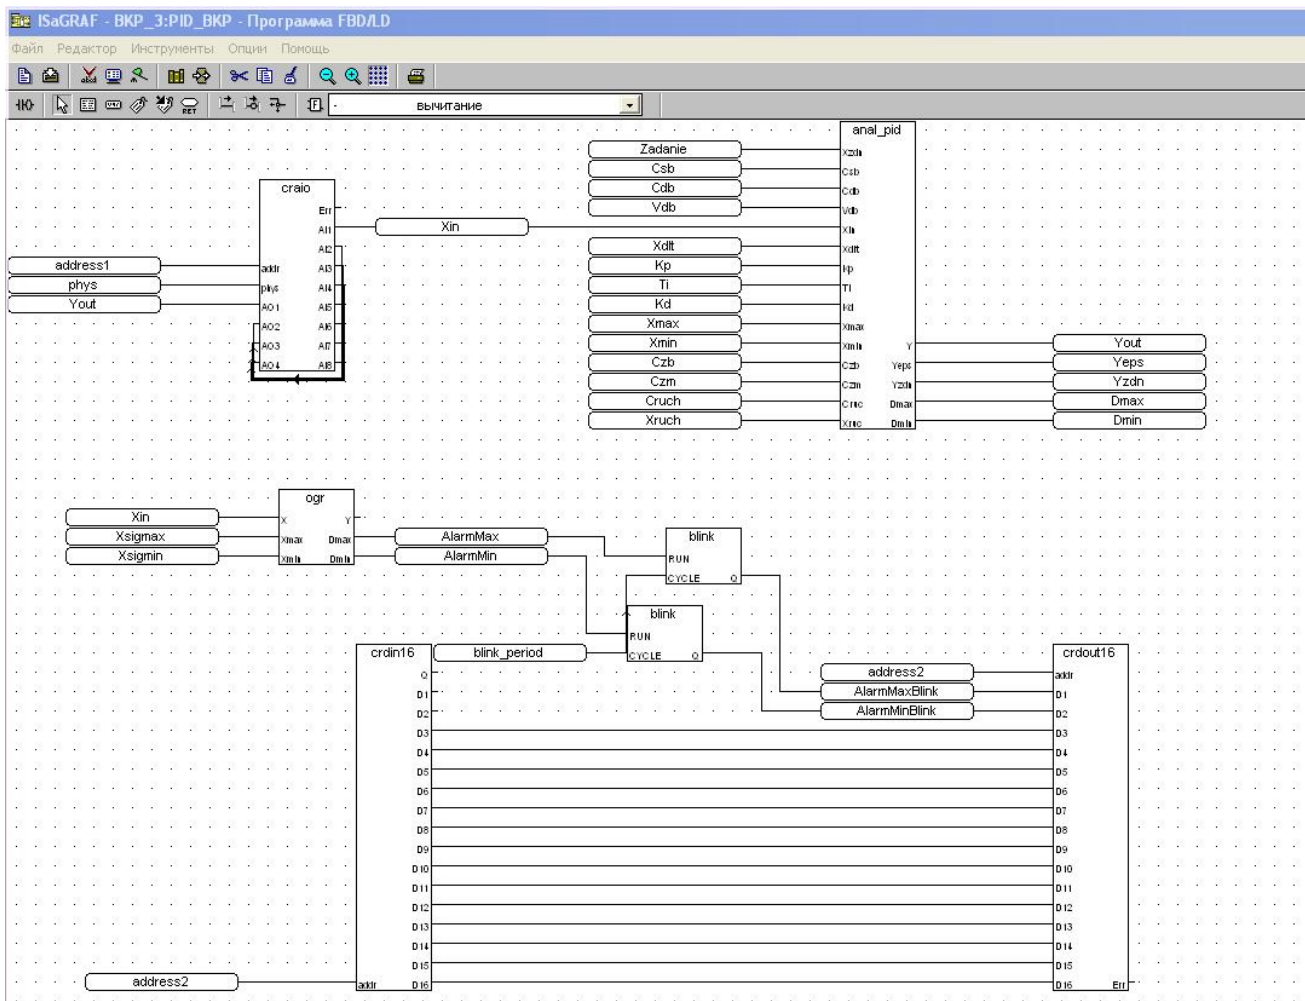 ISaGRAF - BKP_3:PID_BKP - Программа FBD/LD
Файл Редактор Инструменты Опции Помощь
- вычитание
anal_pid
Zadanie Xzdn
Csb Csb
Cdb Cdb
Vdb Vdb
craio
Err
AI1 Xin Xin
AI2 Xdlt Xdlt
address1 addr AI3 Kp Kp
phys phys AI4 Ti Ti
Yout AO1 AI5 Kd Kd
AO2 AI6 Xmax Xmax
AO3 AI7 Xmin Xmin Y Yout
AO4 AI8 Czb Czb Yeps Yeps
Czm Czm Yzdn Yzdn
Cruch Cruc Dmax Dmax
Xruch Xruc Dmin Dmin
ogr
Xin X Y
Xsigmax Xmax Dmax AlarmMax
Xsigmin Xmin Dmin AlarmMin
blink
RUN
CYCLE Q
blink
RUN
blink_period CYCLE Q
crdin16 crdout16
Q address2 addr
D1 AlarmMaxBlink D1
D2 AlarmMinBlink D2
D3 D3
D4 D4
D5 D5
D6 D6
D7 D7
D8 D8
D9 D9
D10 D10
D11 D11
D12 D12
D13 D13
D14 D14
D15 D15
address2 addr D16 D16 Err